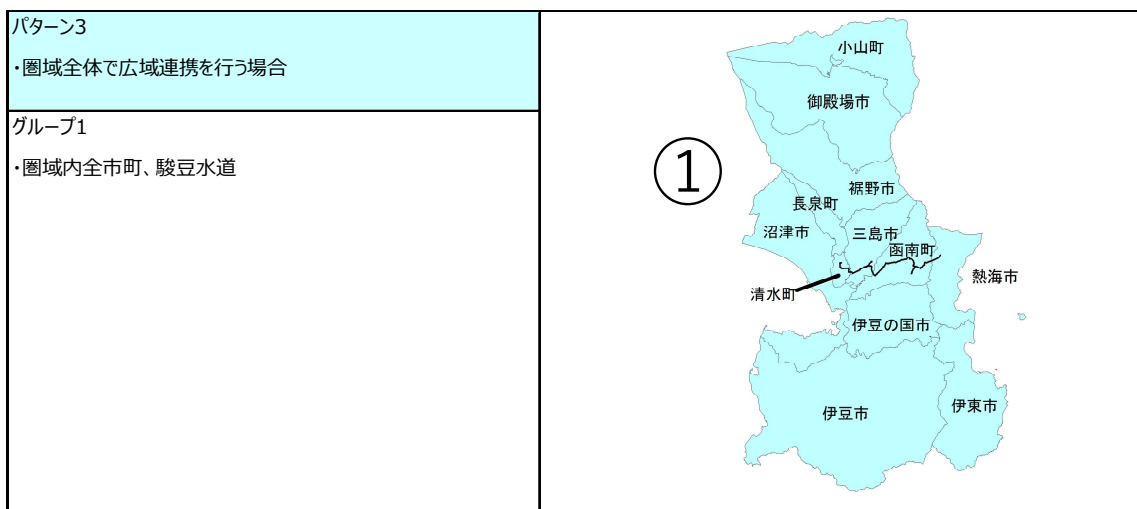 パターン3
・圏域全体で広域連携を行う場合
グループ1
・圏域内全市町、駿豆水道
①
小山町
御殿場市
裾野市
長泉町
沼津市
三島市
函南町
熱海市
清水町
伊豆の国市
伊豆市
伊東市